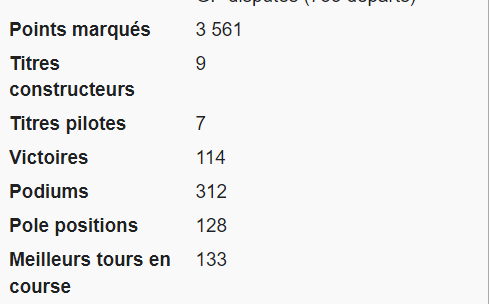 GP disputés (700 départs)
Points marqués 3 561
Titres 9
constructeurs
Titres pilotes 7
Victoires 114
Podiums 312
Pole positions 128
Meilleurs tours en 133
course